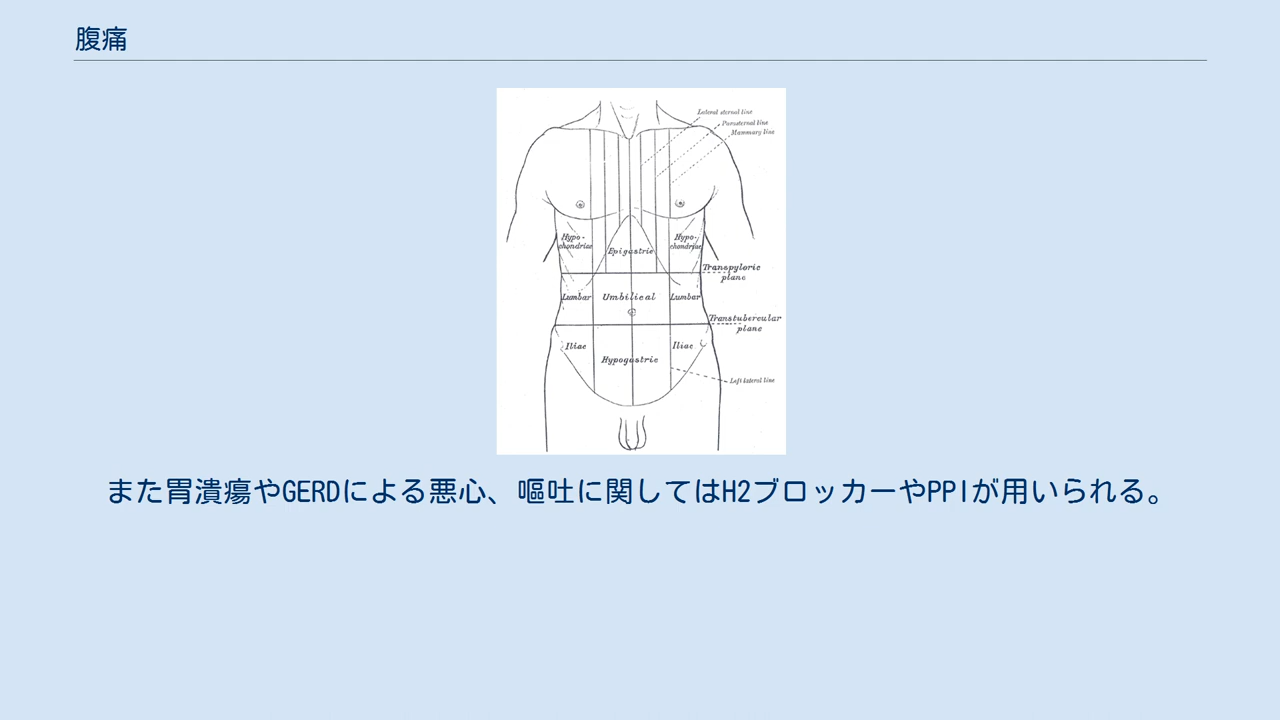 腹痛
Lateral sternal line
Parasternal line
Mammary line
Hypo-
chondriac
Epigastric
Hypo-
chondriac
Transpyloric
plane
Lumbar
Umbilical
Lumbar
Transtubercular
plane
Iliac
Hypogastric
Iliac
Left lateral line
また胃潰瘍やGERDによる悪心、嘔吐に関してはH2ブロッカーやPPIが用いられる。